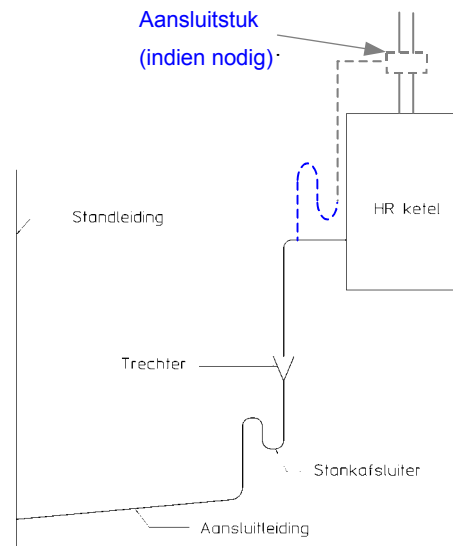 Aansluitstuk
(indien nodig)
HR ketel
Standleiding
Trechter
Stankafsluiter
Aansluitleiding